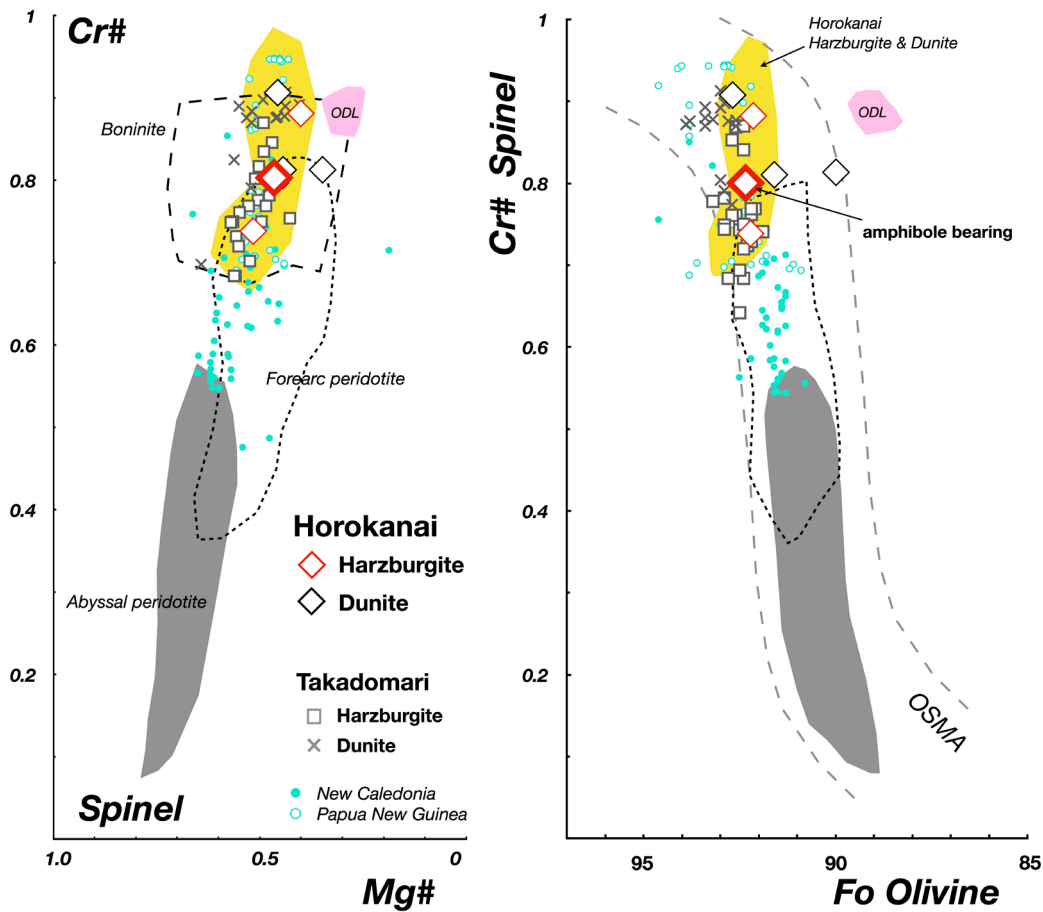 1
Cr#
0.8
0.6
0.4
0.2
Boninite
ODL
Forearc peridotite
Abyssal peridotite
Horokanai
Harzburgite
Dunite
Takadomari
Harzburgite
Dunite
New Caledonia
Papua New Guinea
Spinel
1.0
0.5
0
Mg#
1
Cr# Spinel
0.8
0.6
0.4
0.2
Horokanai
Harzburgite & Dunite
ODL
amphibole bearing
OSMA
95
90
85
Fo Olivine